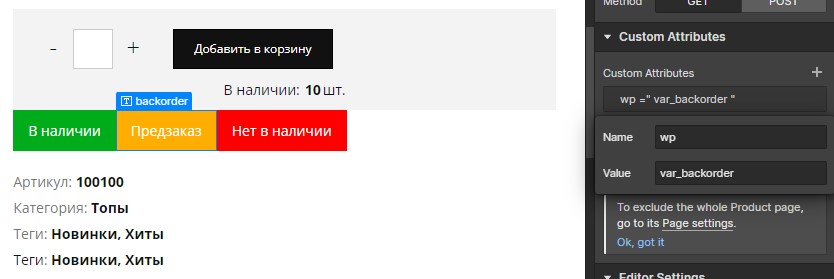 - +
Добавить в корзину
В наличии: 10 шт.
backorder
В наличии Предзаказ Нет в наличии
Артикул: 100100
Категория: Топы
Теги: Новинки, Хиты
Теги: Новинки, Хиты
Method GET POST
Custom Attributes
Custom Attributes +
wp =" var_backorder "
Name wp
Value var_backorder
To exclude the whole Product page,
go to its Page settings.
Ok, got it
Editor Settings